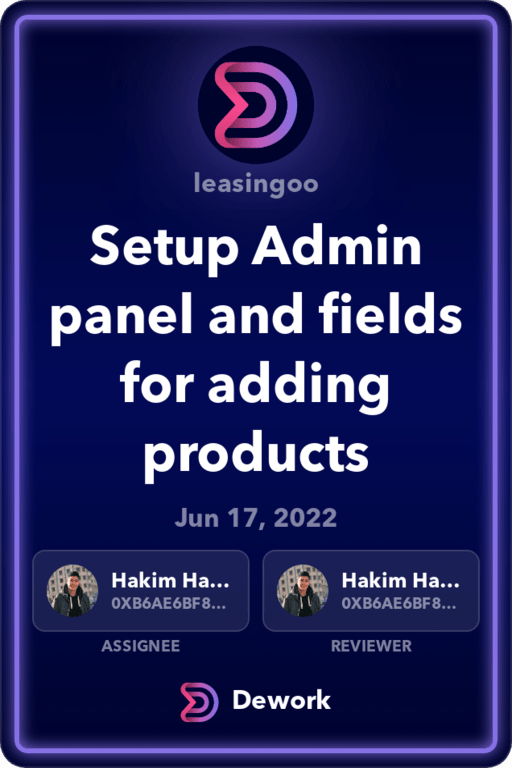 leasingoo
Setup Admin
panel and fields
for adding
products
Jun 17, 2022
Hakim Ha...
0XB6AE6BF8...
Hakim Ha...
0XB6AE6BF8...
ASSIGNEE
REVIEWER
Dework